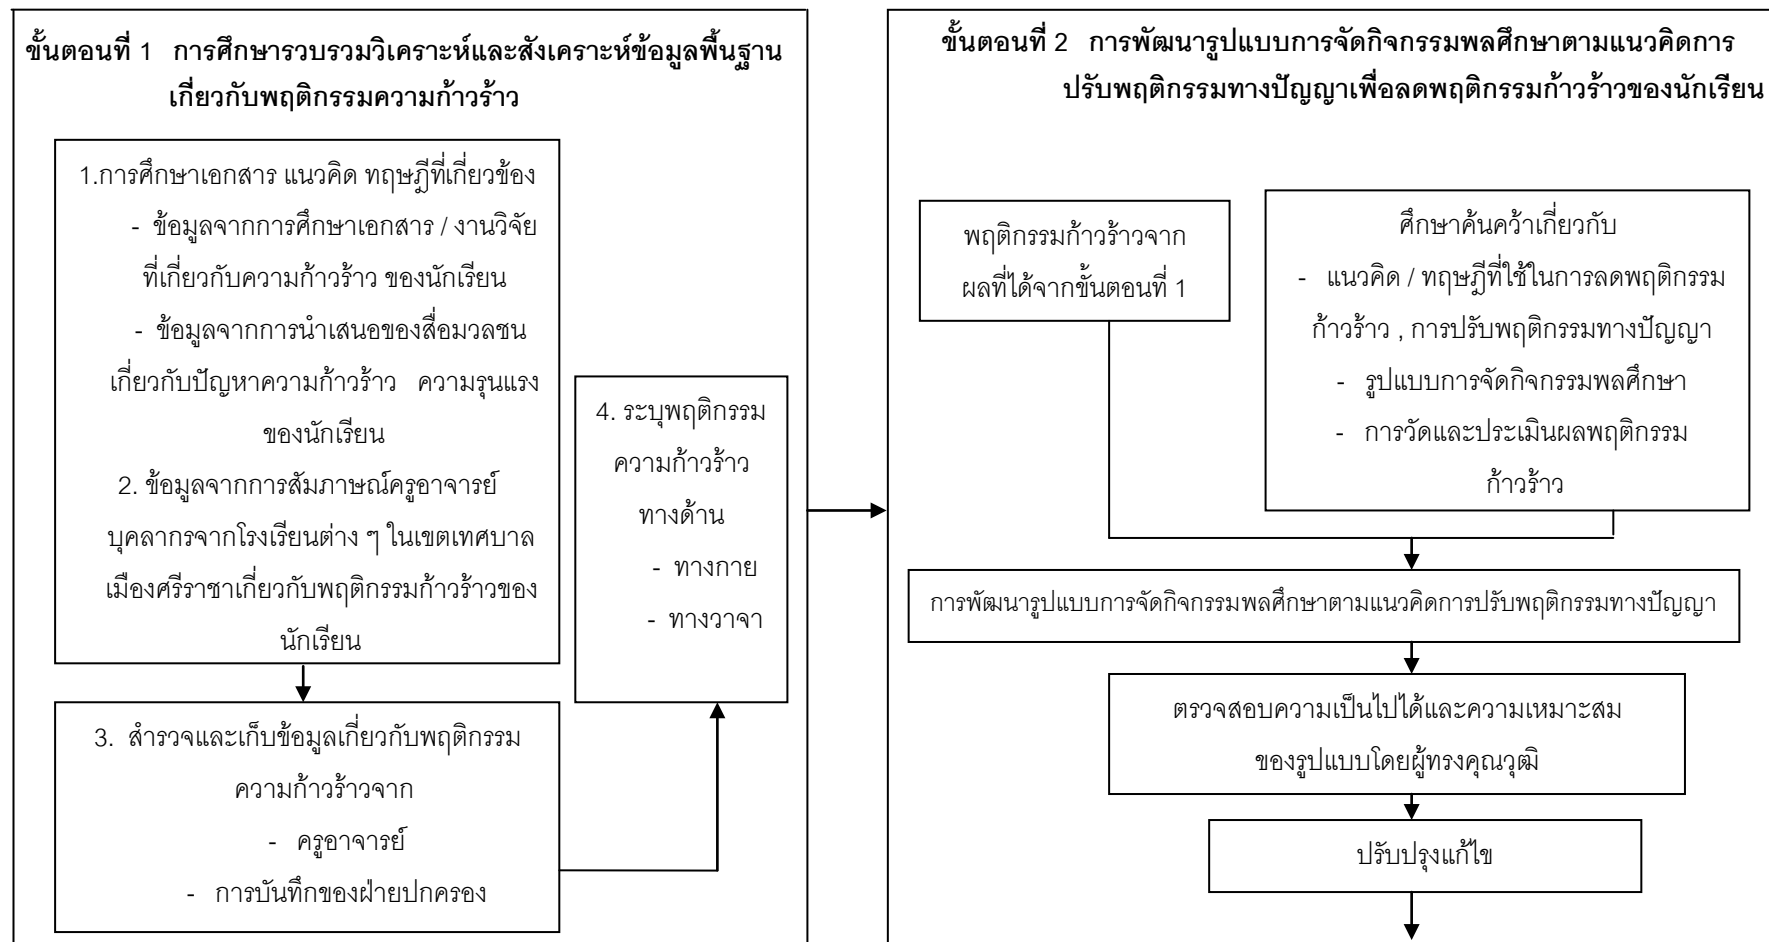 ขั้นตอนที่ 1 การศึกษารวบรวมวิเคราะห์และสังเคราะห์ข้อมูลพื้นฐาน
เกี่ยวกับพฤติกรรมความก้าวร้าว
1.การศึกษาเอกสาร แนวคิด ทฤษฎีที่เกี่ยวข้อง
- ข้อมูลจากการศึกษาเอกสาร / งานวิจัย
ที่เกี่ยวกับความก้าวร้าว ของนักเรียน
- ข้อมูลจากการนำเสนอของสื่อมวลชน
เกี่ยวกับปัญหาความก้าวร้าว ความรุนแรง
ของนักเรียน
2. ข้อมูลจากการสัมภาษณ์ครูอาจารย์
บุคลากรจากโรงเรียนต่าง ๆ ในเขตเทศบาล
เมืองศรีราชาเกี่ยวกับพฤติกรรมก้าวร้าวของ
นักเรียน
3. สำรวจและเก็บข้อมูลเกี่ยวกับพฤติกรรม
ความก้าวร้าวจาก
- ครูอาจารย์
- การบันทึกของฝ่ายปกครอง
4. ระบุพฤติกรรม
ความก้าวร้าว
ทางด้าน
- ทางกาย
- ทางวาจา
ขั้นตอนที่ 2 การพัฒนารูปแบบการจัดกิจกรรมพลศึกษาตามแนวคิดการ
ปรับพฤติกรรมทางปัญญาเพื่อลดพฤติกรรมก้าวร้าวของนักเรียน
พฤติกรรมก้าวร้าวจาก
ผลที่ได้จากขั้นตอนที่ 1
ศึกษาค้นคว้าเกี่ยวกับ
- แนวคิด / ทฤษฎีที่ใช้ในการลดพฤติกรรม
ก้าวร้าว , การปรับพฤติกรรมทางปัญญา
- รูปแบบการจัดกิจกรรมพลศึกษา
- การวัดและประเมินผลพฤติกรรม
ก้าวร้าว
การพัฒนารูปแบบการจัดกิจกรรมพลศึกษาตามแนวคิดการปรับพฤติกรรมทางปัญญา
ตรวจสอบความเป็นไปได้และความเหมาะสม
ของรูปแบบโดยผู้ทรงคุณวุฒิ
ปรับปรุงแก้ไข